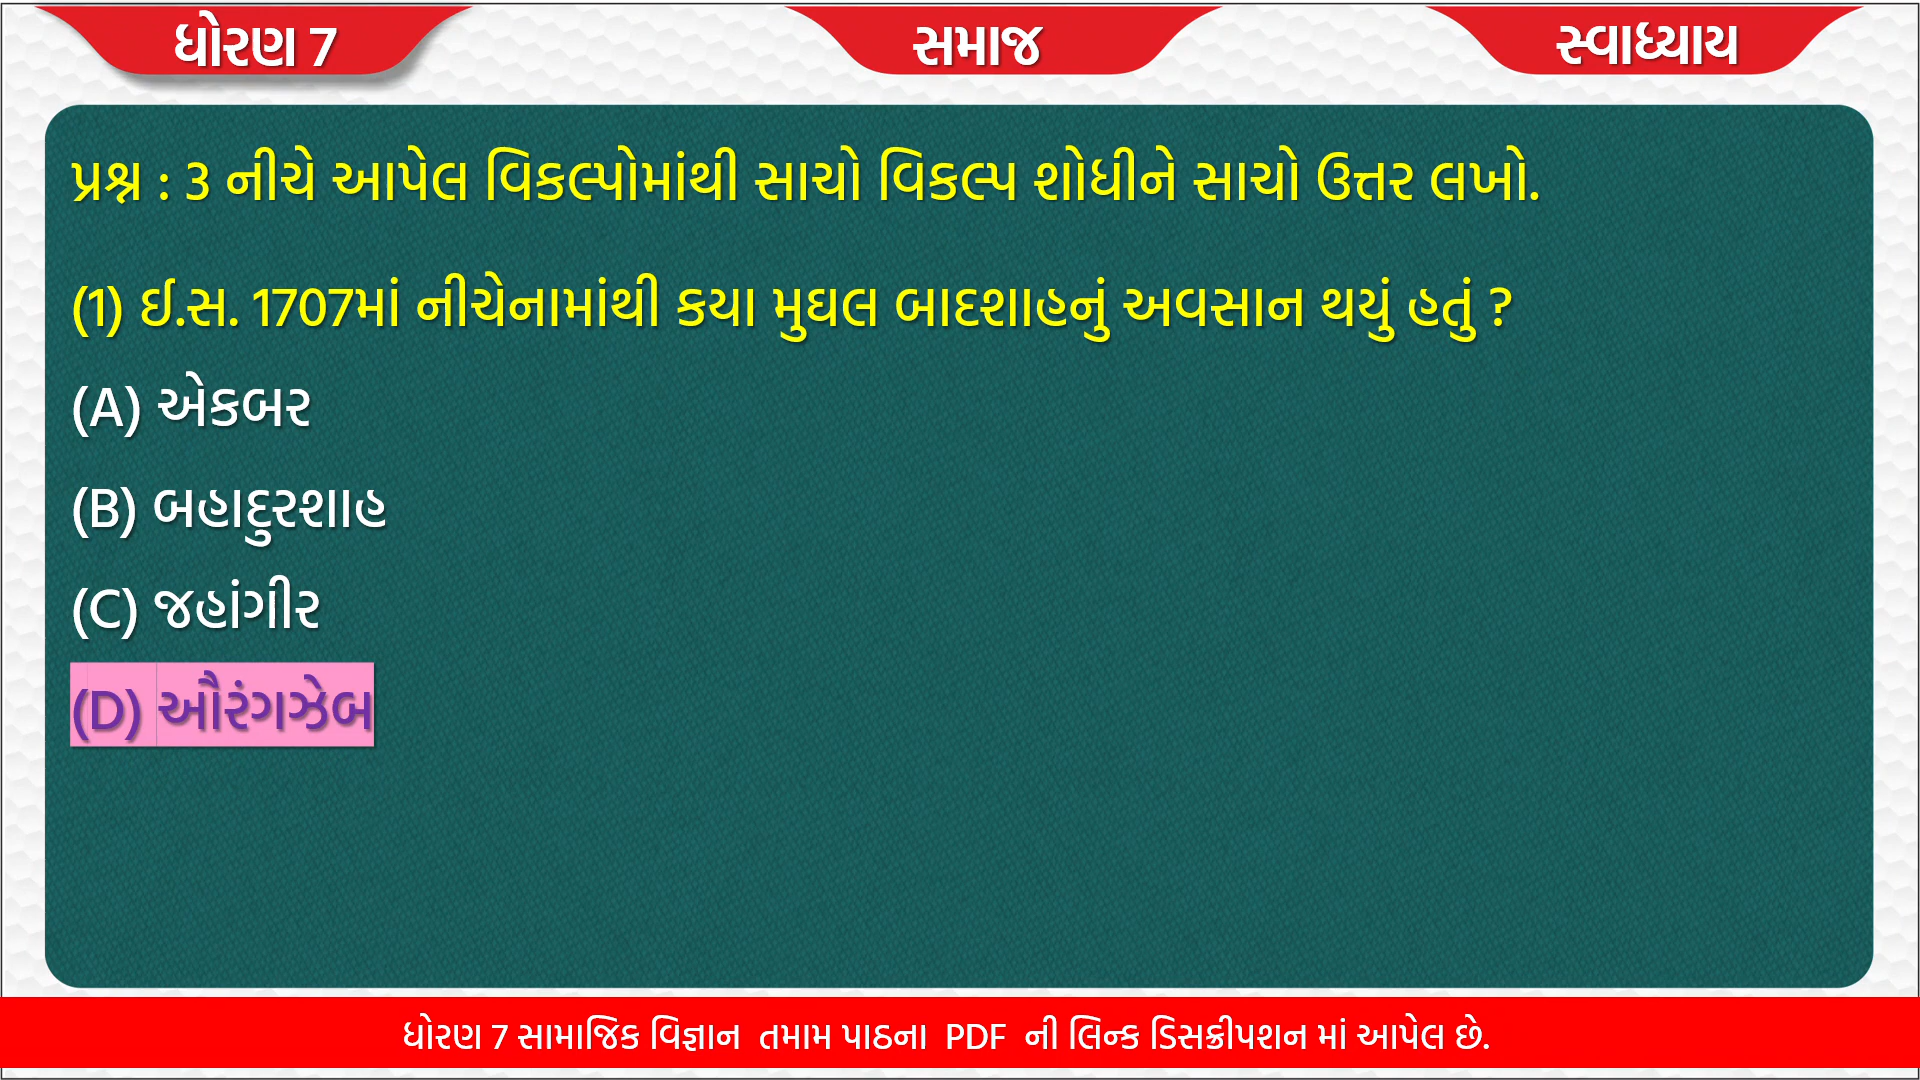 ધોરણ 7
સમાજ
સ્વાધ્યાય
પ્રશ્ન : 3 નીચે આપેલ વિકલ્પોમાંથી સાચો વિકલ્પ શોધીને સાચો ઉત્તર લખો.
(1) ઈ.સ. 1707માં નીચેનામાંથી કયા મુઘલ બાદશાહનું અવસાન થયું હતું ?
(A) એકબર
(B) બહાદુરશાહ
(C) જહાંગીર
(D) ઔરંગઝેબ
ધોરણ 7 સામાજિક વિજ્ઞાન તમામ પાઠના PDF ની લિન્ક ડિસક્રીપશન માં આપેલ છે.